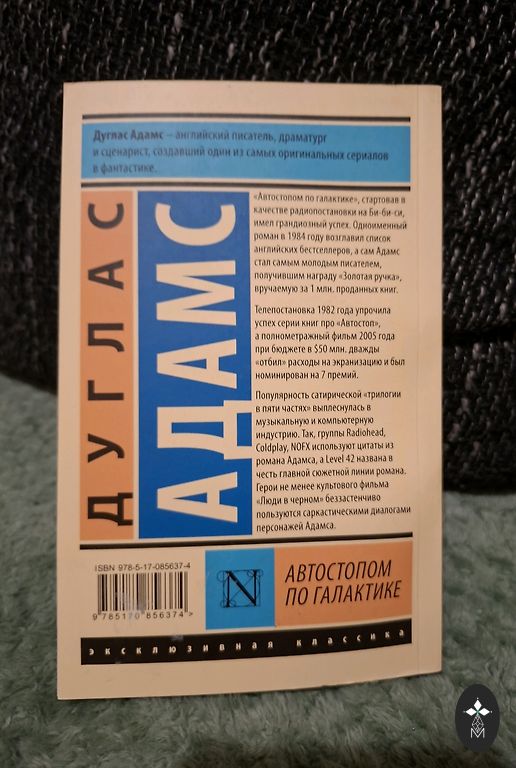 Дуглас Адамс – английский писатель, драматург
и сценарист, создавший один из самых оригинальных сериалов
в фантастике.
ДУГЛАС
АДАМС
«Автостопом по галактике», стартовав в
качестве радиопостановки на Би-би-си,
имел грандиозный успех. Одноименный
роман в 1984 году возглавил список
английских бестселлеров, а сам Адамс
стал самым молодым писателем,
получившим награду «Золотая ручка»,
вручаемую за 1 млн. проданных книг.
Телепостановка 1982 года упрочила
успех серии книг про «Автостоп»,
а полнометражный фильм 2005 года
при бюджете в $50 млн. дважды
«отбил» расходы на экранизацию и был
номинирован на 7 премий.
Популярность сатирической «трилогии
в пяти частях» выплеснулась в
музыкальную и компьютерную
индустрию. Так, группы Radiohead,
Coldplay, NOFX используют цитаты из
романа Адамса, а Level 42 названа в
честь главной сюжетной линии романа.
Герои не менее культового фильма
«Люди в черном» беззастенчиво
пользуются саркастическими диалогами
персонажей Адамса.
ISBN 978-5-17-085637-4
9 785170 856374 >
N
АВТОСТОПОМ
ПО ГАЛАКТИКЕ
эксклюзивная классика
M